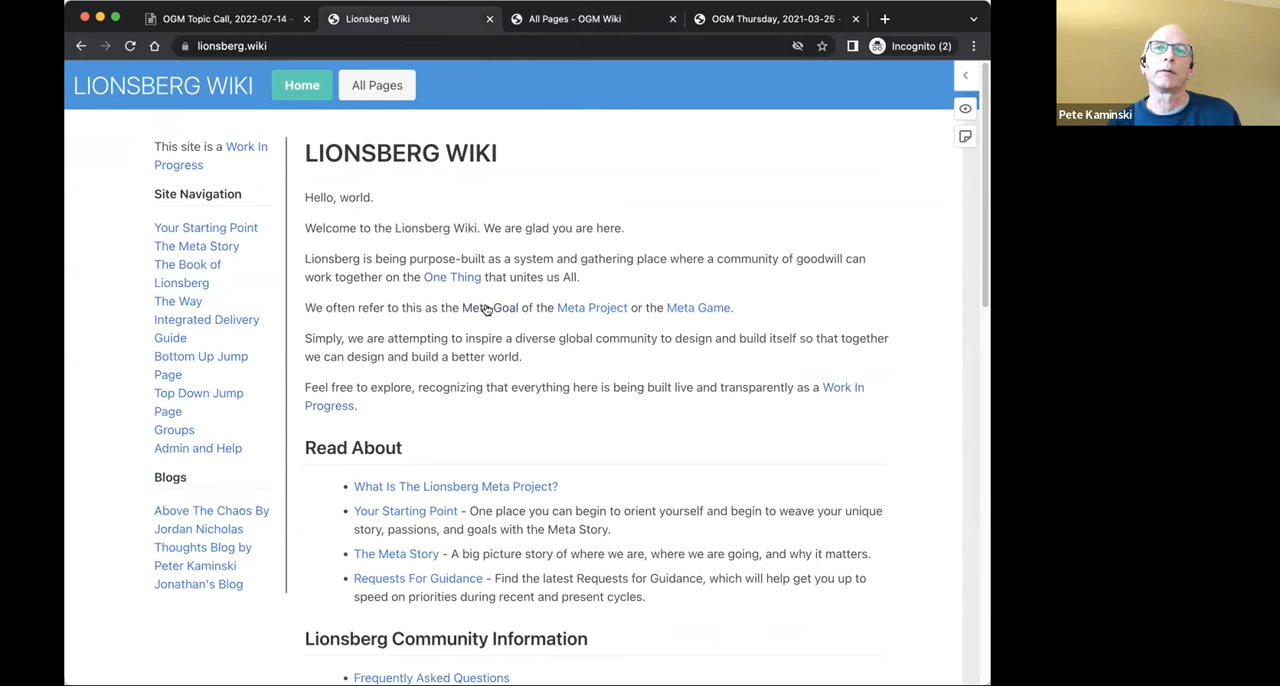 OGM Topic Call, 2022-07-14 -
Lionsberg Wiki
All Pages - OGM Wiki
OGM Thursday, 2021-03-25 -
lionsberg.wiki
Incognito (2)
LIONSBERG WIKI
Home
All Pages
This site is a Work In
Progress
Site Navigation
Your Starting Point
The Meta Story
The Book of
Lionsberg
The Way
Integrated Delivery
Guide
Bottom Up Jump
Page
Top Down Jump
Page
Groups
Admin and Help
Blogs
Above The Chaos By
Jordan Nicholas
Thoughts Blog by
Peter Kaminski
Jonathan's Blog
LIONSBERG WIKI
Hello, world.
Welcome to the Lionsberg Wiki. We are glad you are here.
Lionsberg is being purpose-built as a system and gathering place where a community of goodwill can
work together on the One Thing that unites us All.
We often refer to this as the Meta Goal of the Meta Project or the Meta Game.
Simply, we are attempting to inspire a diverse global community to design and build itself so that together
we can design and build a better world.
Feel free to explore, recognizing that everything here is being built live and transparently as a Work In
Progress.
Read About
• What Is The Lionsberg Meta Project?
• Your Starting Point - One place you can begin to orient yourself and begin to weave your unique
story, passions, and goals with the Meta Story.
• The Meta Story - A big picture story of where we are, where we are going, and why it matters.
• Requests For Guidance - Find the latest Requests for Guidance, which will help get you up to
speed on priorities during recent and present cycles.
Lionsberg Community Information
• Frequently Asked Questions
Pete Kaminski